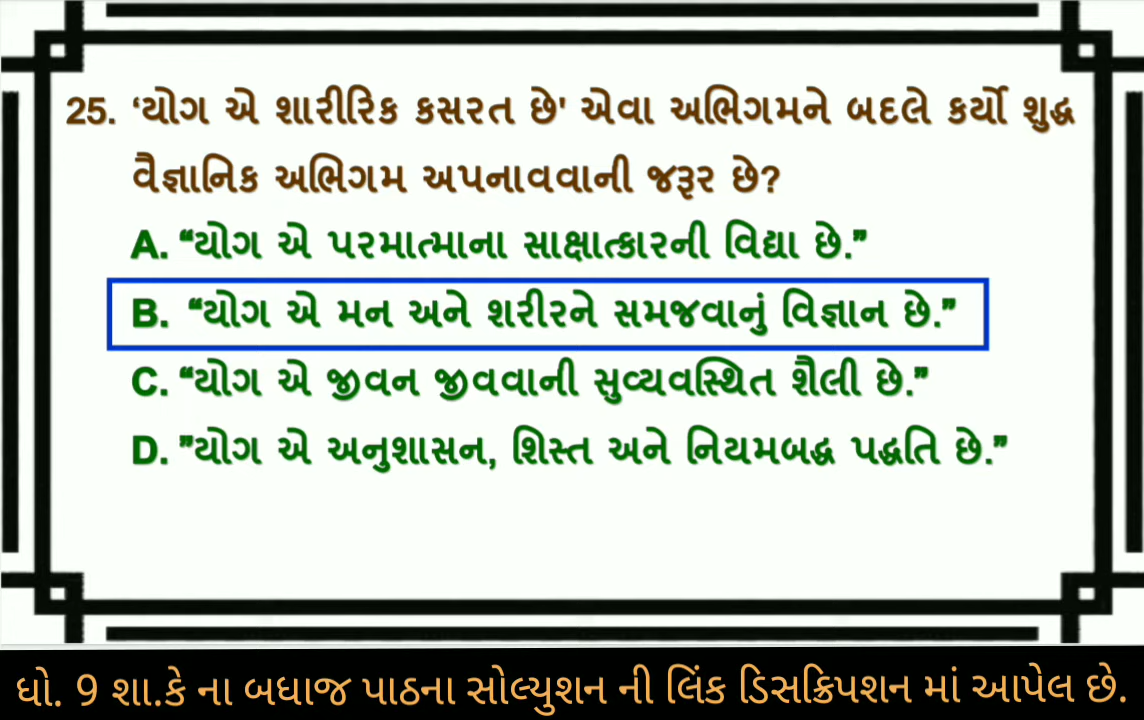 25. ‘યોગ એ શારીરિક કસરત છે' એવા અભિગમને બદલે કર્યો શુદ્ધ
વૈજ્ઞાનિક અભિગમ અપનાવવાની જરૂર છે?
A. “યોગ એ પરમાત્માના સાક્ષાત્કારની વિદ્યા છે.”
B. “યોગ એ મન અને શરીરને સમજવાનું વિજ્ઞાન છે.”
C. “યોગ એ જીવન જીવવાની સુવ્યવસ્થિત શૈલી છે.”
D. ”યોગ એ અનુશાસન, શિસ્ત અને નિયમબદ્ધ પદ્ધતિ છે.”
ધો. 9 શા.કે ના બધાજ પાઠના સોલ્યુશન ની લિંક ડિસક્રિપશન માં આપેલ છે.